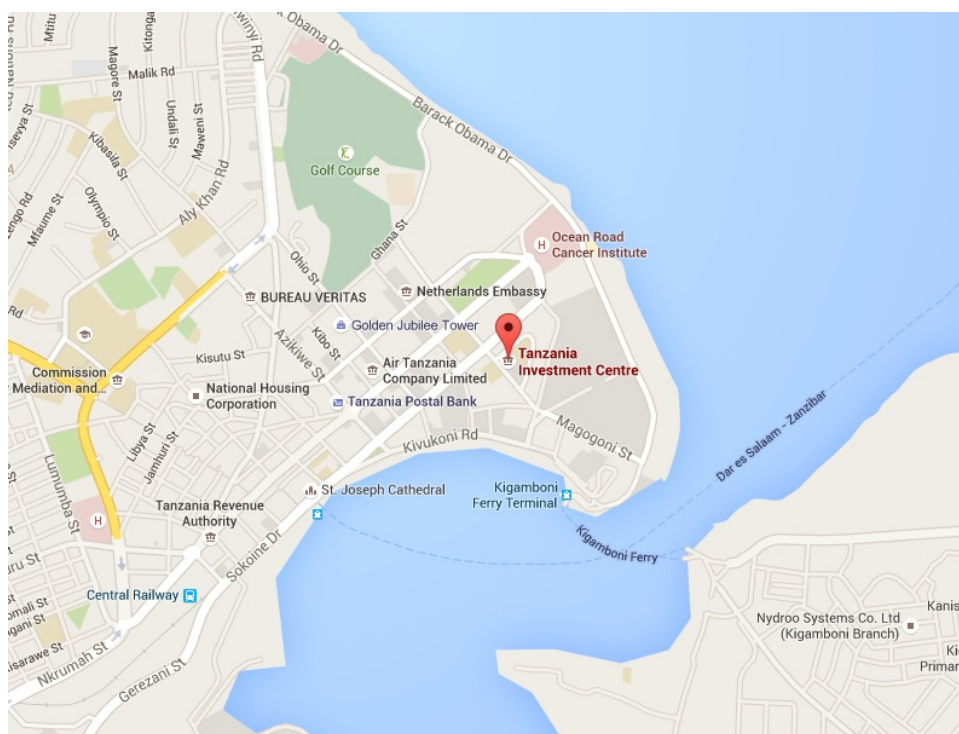 Barack Obama Dr
Mtitu
Kitonga
Magore St
Malik Rd
Undali St
Maweni St
Kibasila St
Olympio St
Mfaume St
Aly Khan Rd
Barack Obama Dr
Golf Course
Ghana St
Ocean Road
Cancer Institute
Ohio St
BUREAU VERITAS
Netherlands Embassy
Golden Jubilee Tower
Kibo St
Azikiwe St
Kisutu St
Tanzania
Investment Centre
Air Tanzania
Company Limited
Commission
Mediation and...
National Housing
Corporation
Tanzania Postal Bank
Magogoni St
Libya St
Jamhuri St
Kivukoni Rd
Dar es Salaam - Zanzibar
Lumumba St
St. Joseph Cathedral
Kigamboni
Ferry Terminal
Tanzania Revenue
Authority
Kigamboni Ferry
Sokoine Dr
Central Railway
Nydroo Systems Co. Ltd
(Kigamboni Branch)
Kanis
Primar
Nkrumah St
Gerezani St